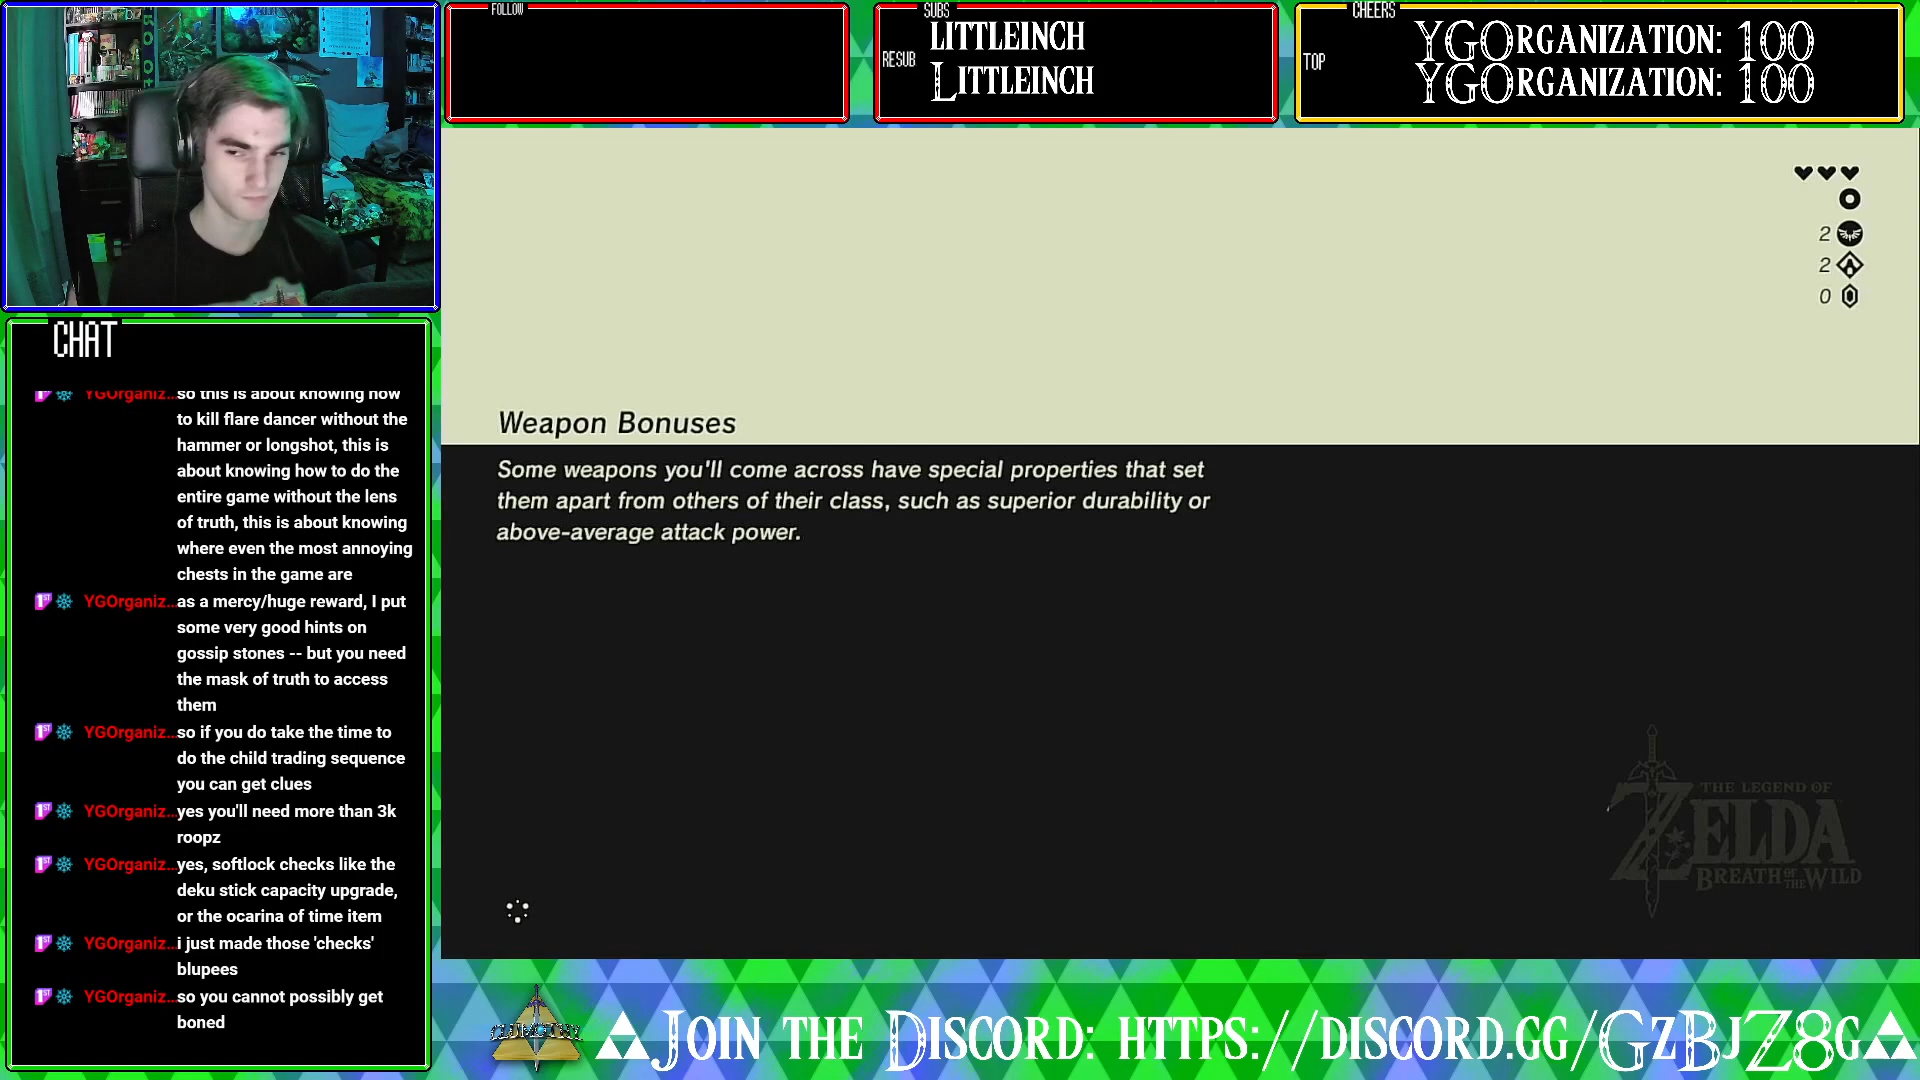 FOLLOW
SUBS
RESUB
LITTLEINCH
LITTLEINCH
CHEERS
TOP
YGORGANIZATION: 100
YGORGANIZATION: 100
CHAT
YGOrganiz... so this is about knowing how
to kill flare dancer without the
hammer or longshot, this is
about knowing how to do the
entire game without the lens
of truth, this is about knowing
where even the most annoying
chests in the game are
YGOrganiz... as a mercy/huge reward, I put
some very good hints on
gossip stones -- but you need
the mask of truth to access
them
YGOrganiz... so if you do take the time to
do the child trading sequence
you can get clues
YGOrganiz... yes you'll need more than 3k
roopz
YGOrganiz... yes, softlock checks like the
deku stick capacity upgrade,
or the ocarina of time item
YGOrganiz... i just made those 'checks'
blupees
YGOrganiz... so you cannot possibly get
boned
2
2
0
Weapon Bonuses
Some weapons you'll come across have special properties that set
them apart from others of their class, such as superior durability or
above-average attack power.
THE LEGEND OF
ZELDA
BREATH OF THE WILD
JOIN THE DISCORD: HTTPS://DISCORD.GG/GZBJZ8G